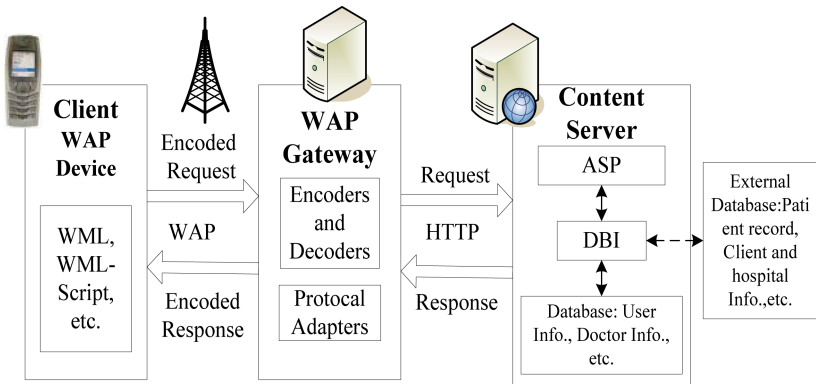 Client
WAP
Device
WML,
WML-
Script,
etc.
Encoded
Request
WAP
Encoded
Response
WAP
Gateway
Encoders
and
Decoders
Protocal
Adapters
Request
HTTP
Response
Content
Server
ASP
DBI
Database: User
Info., Doctor Info.,
etc.
External
Database:Pati
ent record,
Client and
hospital
Info.,etc.